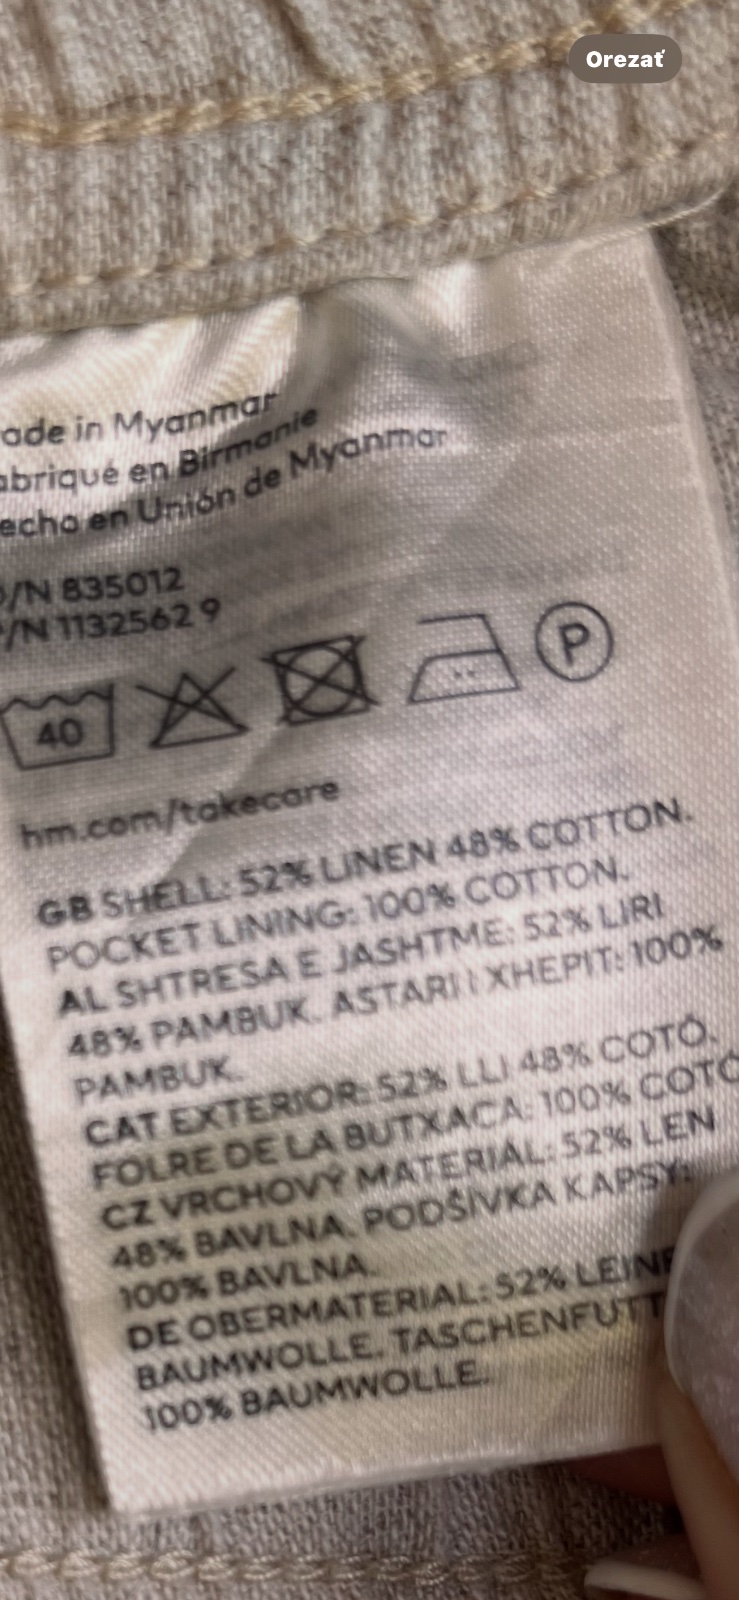 Orezať
ade in Myanmar
abriqué en Birmanie
echo en Unión de Myanmar
/N 835012
/N 1132562 9
40
P
hm.com/takecare
GB SHELL: 52% LINEN 48% COTTON.
POCKET LINING: 100% COTTON.
AL SHTRESA E JASHTME: 52% LIRI
48% PAMBUK. ASTARI I XHEPIT: 100%
PAMBUK.
CAT EXTERIOR: 52% LLI 48% COTÓ.
FOLRE DE LA BUTXACA: 100% COTÓ
CZ VRCHOVÝ MATERIÁL: 52% LEN
48% BAVLNA. PODŠÍVKA KAPSY:
100% BAVLNA.
DE OBERMATERIAL: 52% LEINE
BAUMWOLLE. TASCHENFUTT
100% BAUMWOLLE.